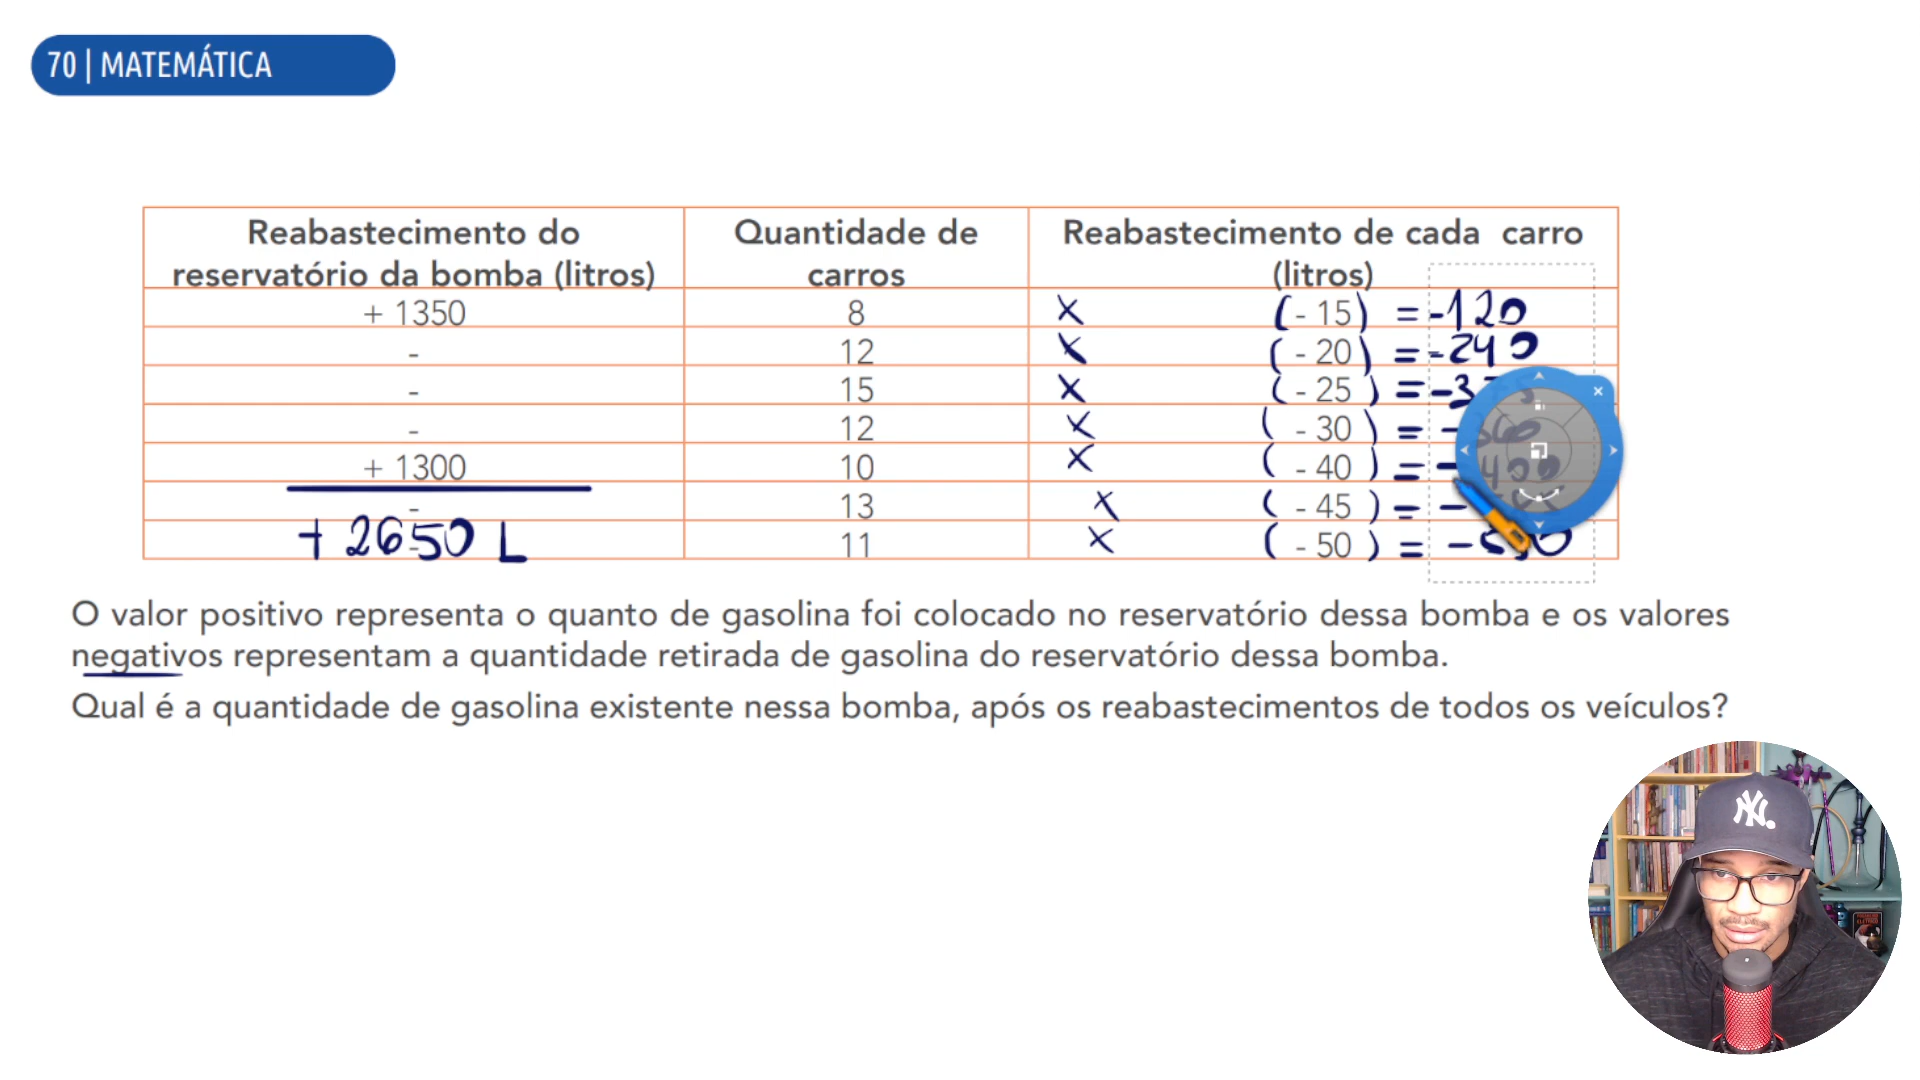 70 | MATEMÁTICA
Reabastecimento do reservatório da bomba (litros) Quantidade de carros Reabastecimento de cada carro (litros)
+ 1350 8 × (- 15) = -120
- 12 × (- 20) = -240
- 15 × (- 25) = -3
- 12 × (- 30) = -
+ 1300 10 × (- 40) = -400
- 13 × (- 45) = -
+ 2650 L - 11 × (- 50) = -
O valor positivo representa o quanto de gasolina foi colocado no reservatório dessa bomba e os valores
negativos representam a quantidade retirada de gasolina do reservatório dessa bomba.
Qual é a quantidade de gasolina existente nessa bomba, após os reabastecimentos de todos os veículos?
NY